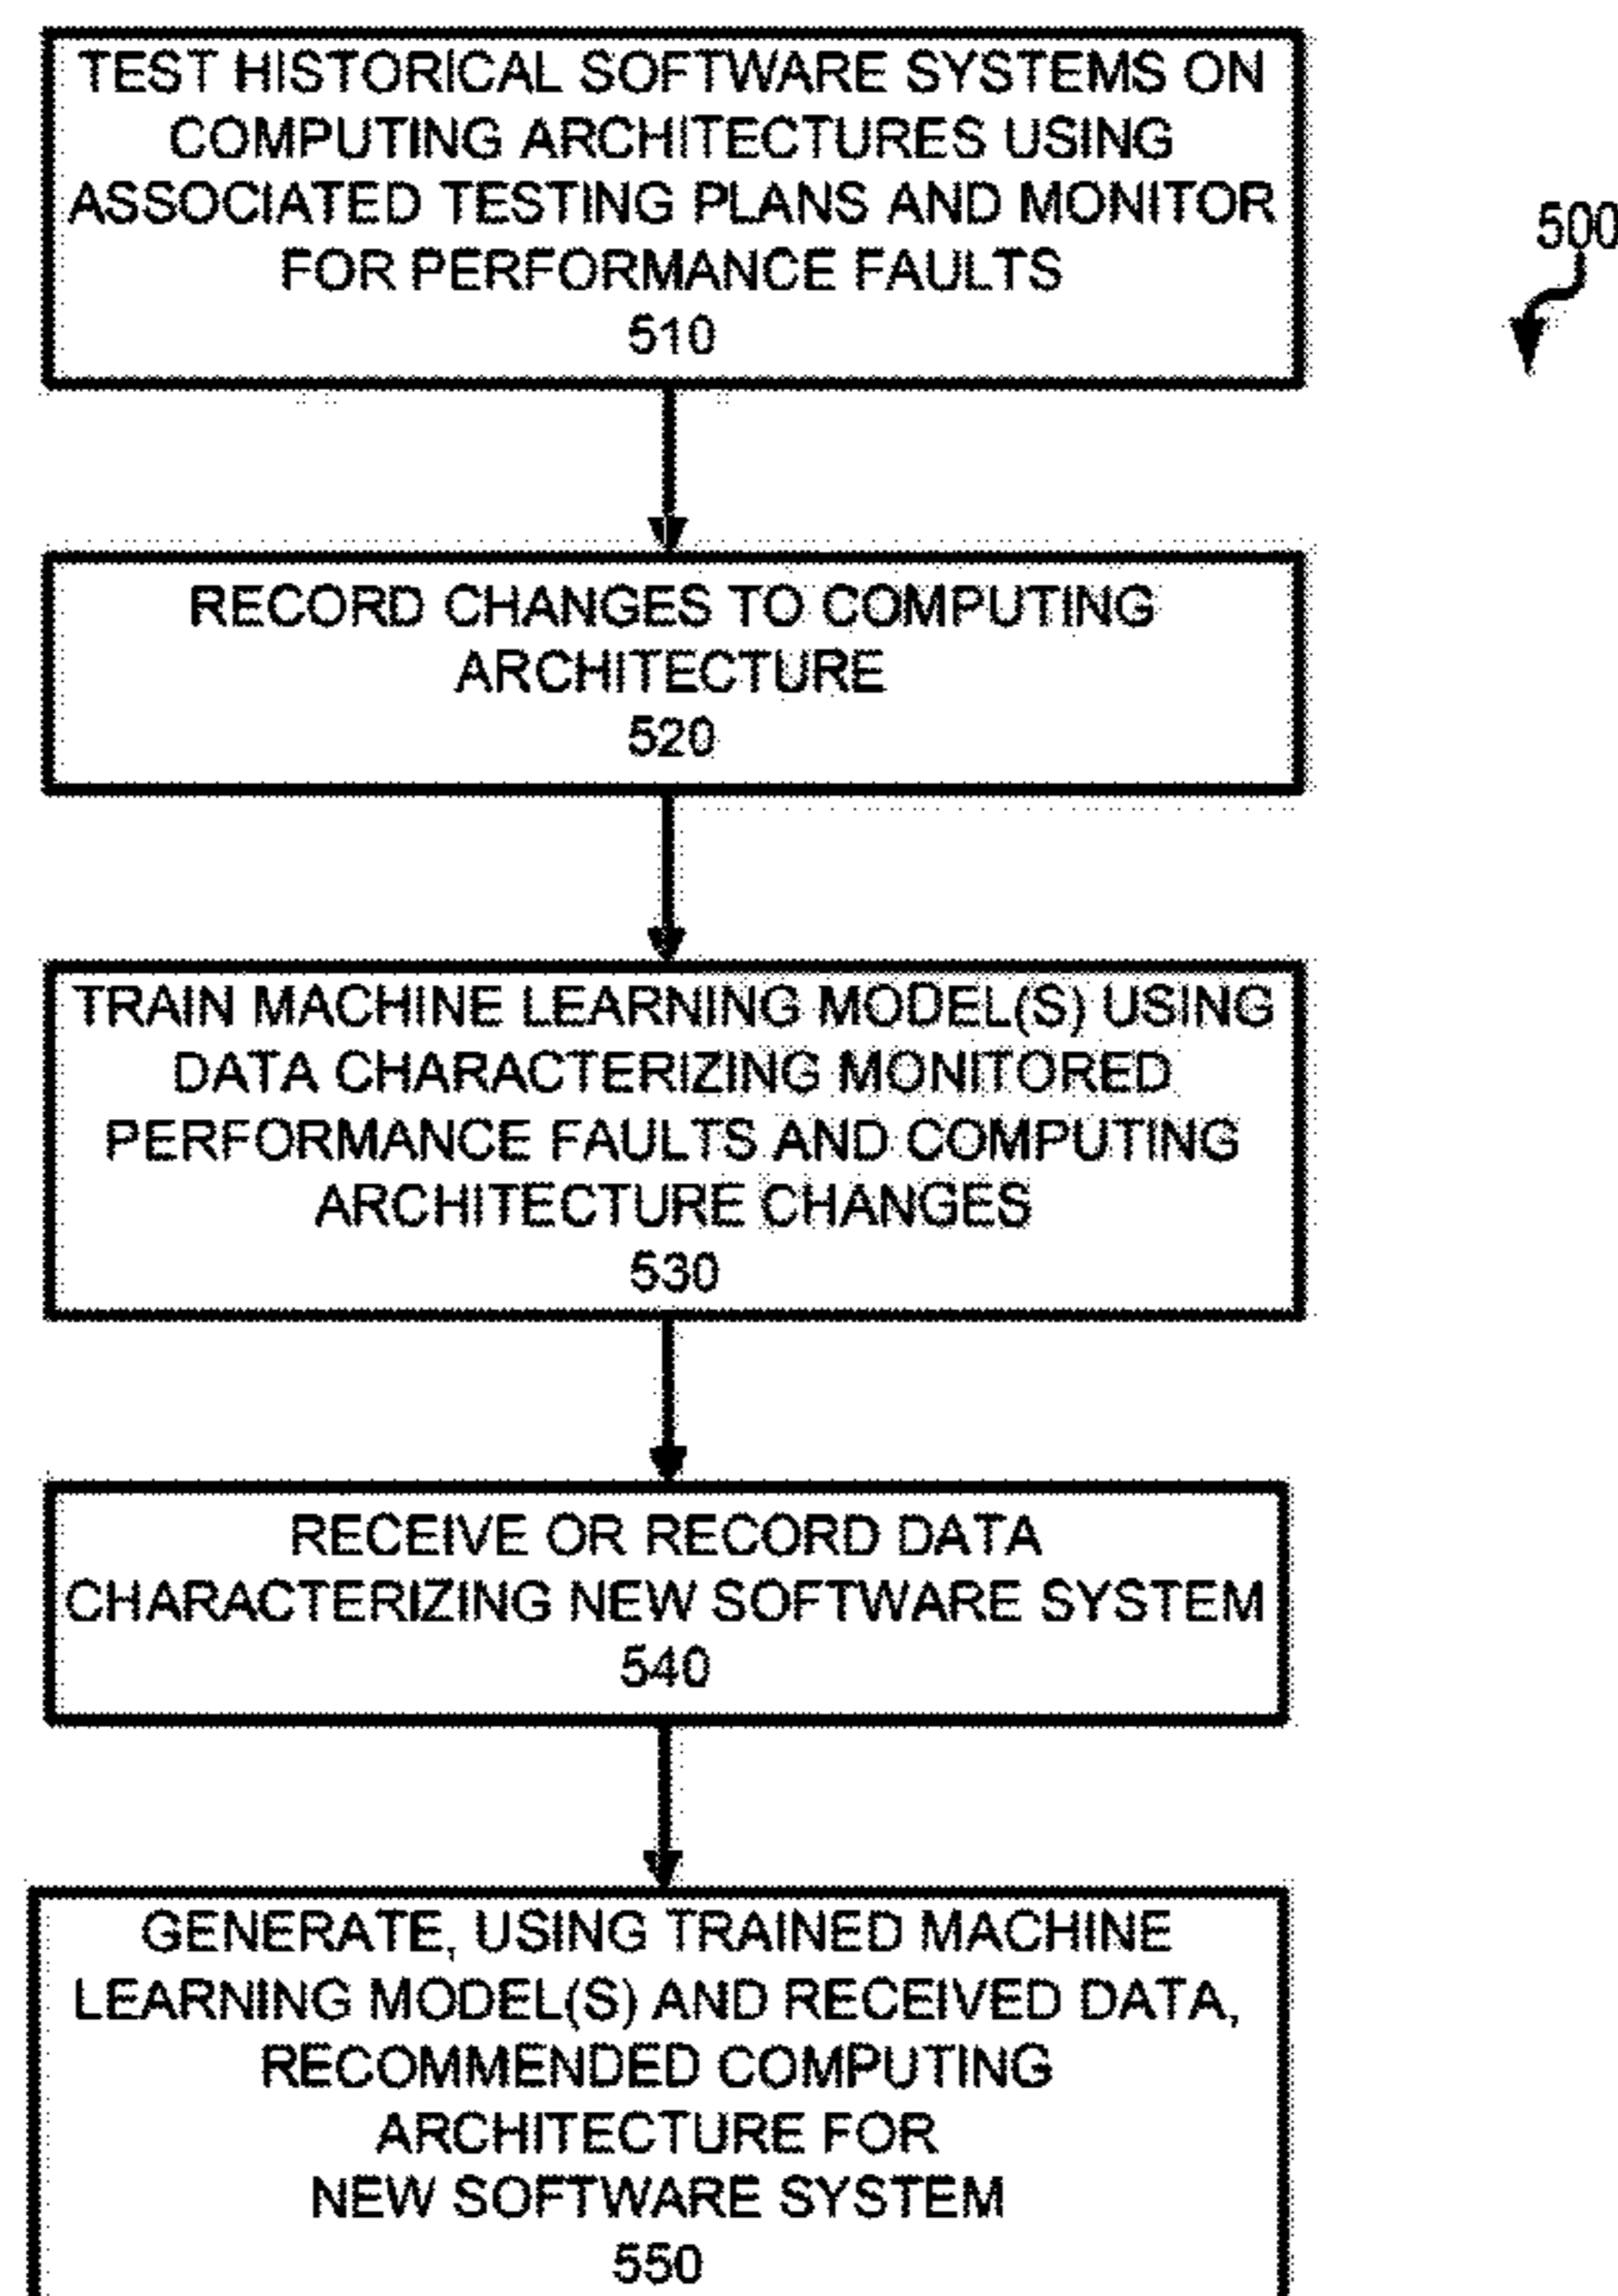 TEST HISTORICAL SOFTWARE SYSTEMS ON
COMPUTING ARCHITECTURES USING
ASSOCIATED TESTING PLANS AND MONITOR
FOR PERFORMANCE FAULTS
510
500
RECORD CHANGES TO COMPUTING
ARCHITECTURE
520
TRAIN MACHINE LEARNING MODEL(S) USING
DATA CHARACTERIZING MONITORED
PERFORMANCE FAULTS AND COMPUTING
ARCHITECTURE CHANGES
530
RECEIVE OR RECORD DATA
CHARACTERIZING NEW SOFTWARE SYSTEM
540
GENERATE, USING TRAINED MACHINE
LEARNING MODEL(S) AND RECEIVED DATA,
RECOMMENDED COMPUTING
ARCHITECTURE FOR
NEW SOFTWARE SYSTEM
550